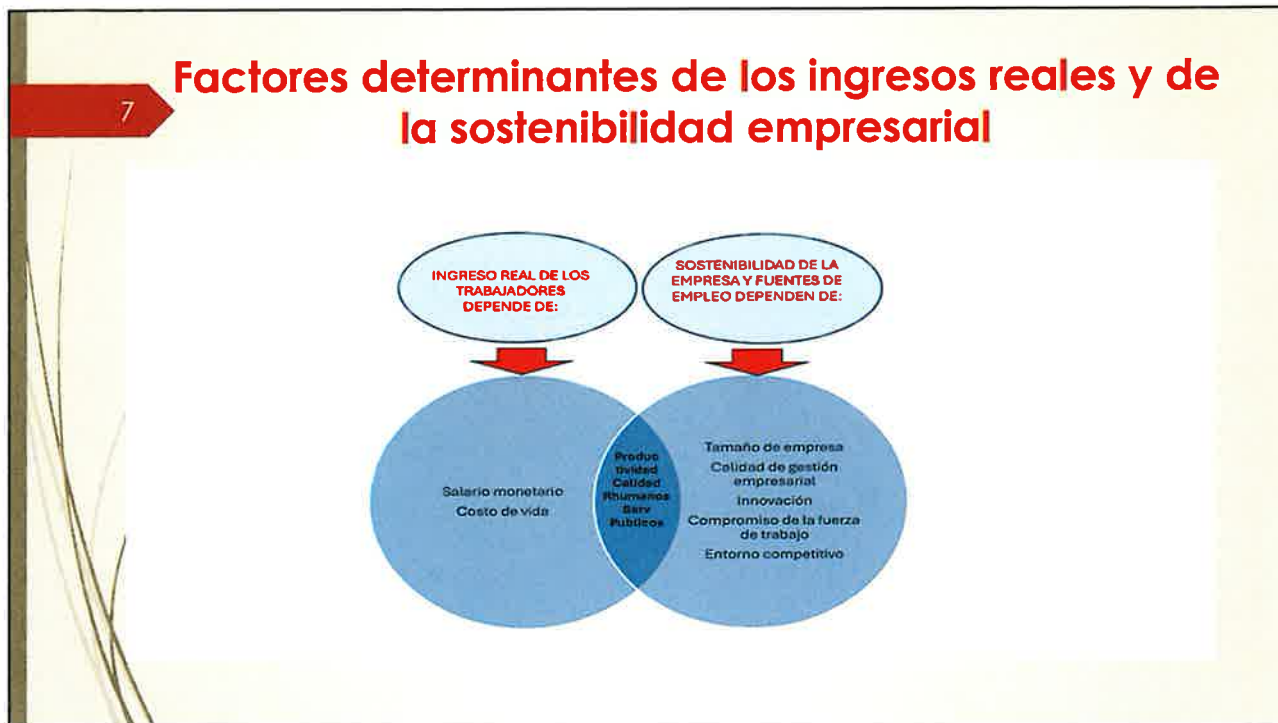 7
Factores determinantes de los ingresos reales y de
la sostenibilidad empresarial
INGRESO REAL DE LOS
TRABAJADORES
DEPENDE DE:
SOSTENIBILIDAD DE LA
EMPRESA Y FUENTES DE
EMPLEO DEPENDEN DE:
Salario monetario
Costo de vida
Produc
tividad
Calidad
Rhumanos
Serv
Publicos
Tamaño de empresa
Calidad de gestión
empresarial
Innovación
Compromiso de la fuerza
de trabajo
Entorno competitivo